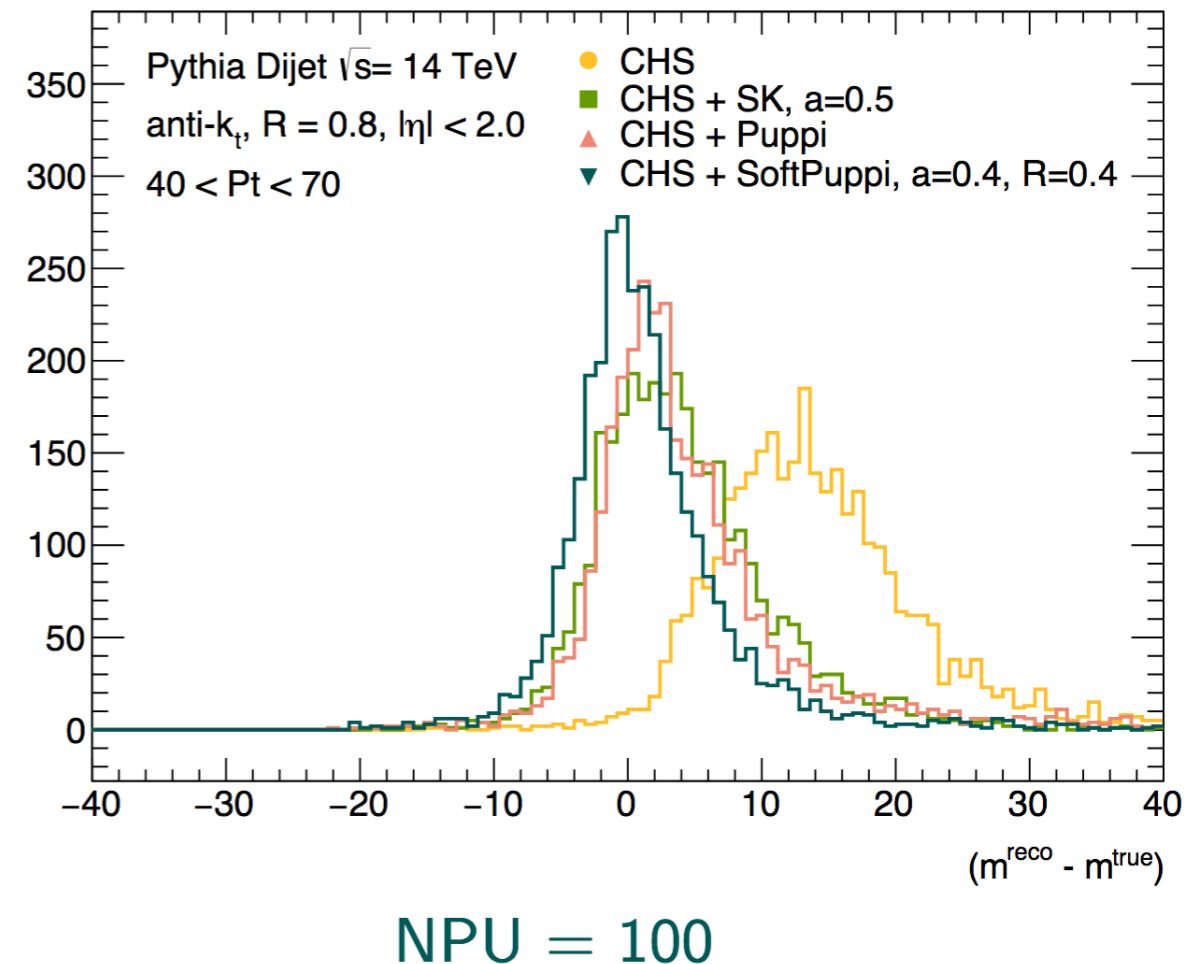 Pythia Dijet √s= 14 TeV
anti-kt, R = 0.8, |η| < 2.0
40 < Pt < 70
CHS
CHS + SK, a=0.5
CHS + Puppi
CHS + SoftPuppi, a=0.4, R=0.4
350
300
250
200
150
100
50
0
−40 −30 −20 −10 0 10 20 30 40
(m^reco - m^true)
NPU = 100